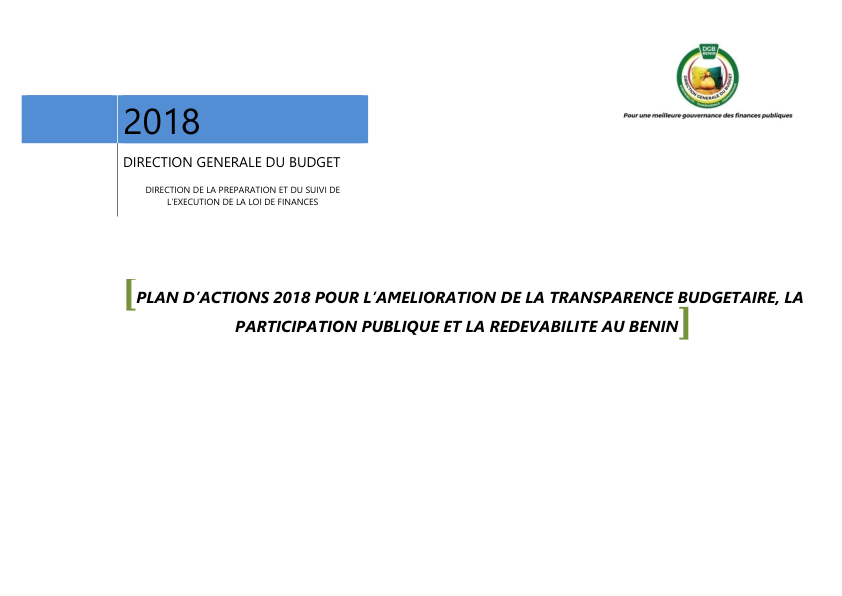 DGB
BENIN
DIRECTION GENERALE DU BUDGET
Pour une meilleure gouvernance des finances publiques
2018
DIRECTION GENERALE DU BUDGET
DIRECTION DE LA PREPARATION ET DU SUIVI DE
L'EXECUTION DE LA LOI DE FINANCES
[PLAN D'ACTIONS 2018 POUR L'AMELIORATION DE LA TRANSPARENCE BUDGETAIRE, LA
PARTICIPATION PUBLIQUE ET LA REDEVABILITE AU BENIN]